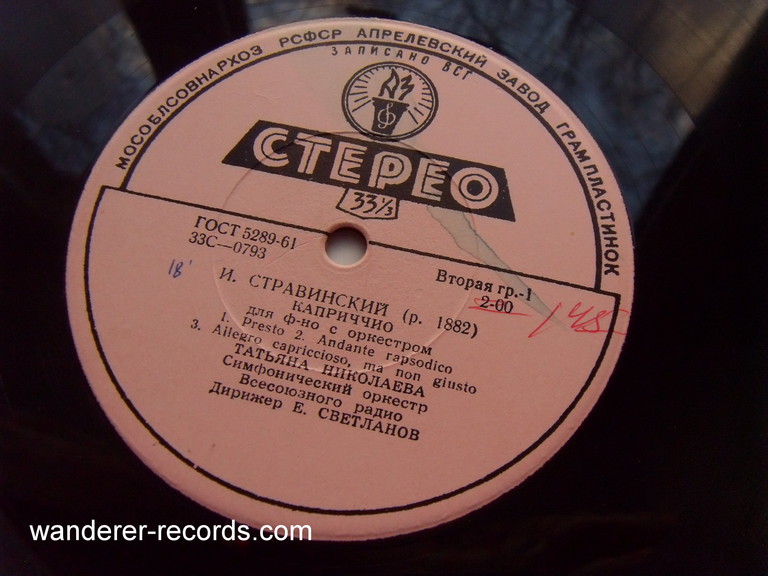 МОСОБЛСОВНАРХОЗ РСФСР АПРЕЛЕВСКИЙ ЗАВОД ГРАМПЛАСТИНОК
ЗАПИСАНО ВСГ
АЗ
СТЕРЕО
33⅓
ГОСТ 5289-61
33С—0793
Вторая гр.-1
2-00
18
И. СТРАВИНСКИЙ (р. 1882)
КАПРИЧЧИО
для ф-но с оркестром
1. Presto 2. Andante rapsodico
3. Allegro capriccioso, ma non giusto
ТАТЬЯНА НИКОЛАЕВА
Симфонический оркестр
Всесоюзного радио
Дирижер Е. СВЕТЛАНОВ
wanderer-records.com